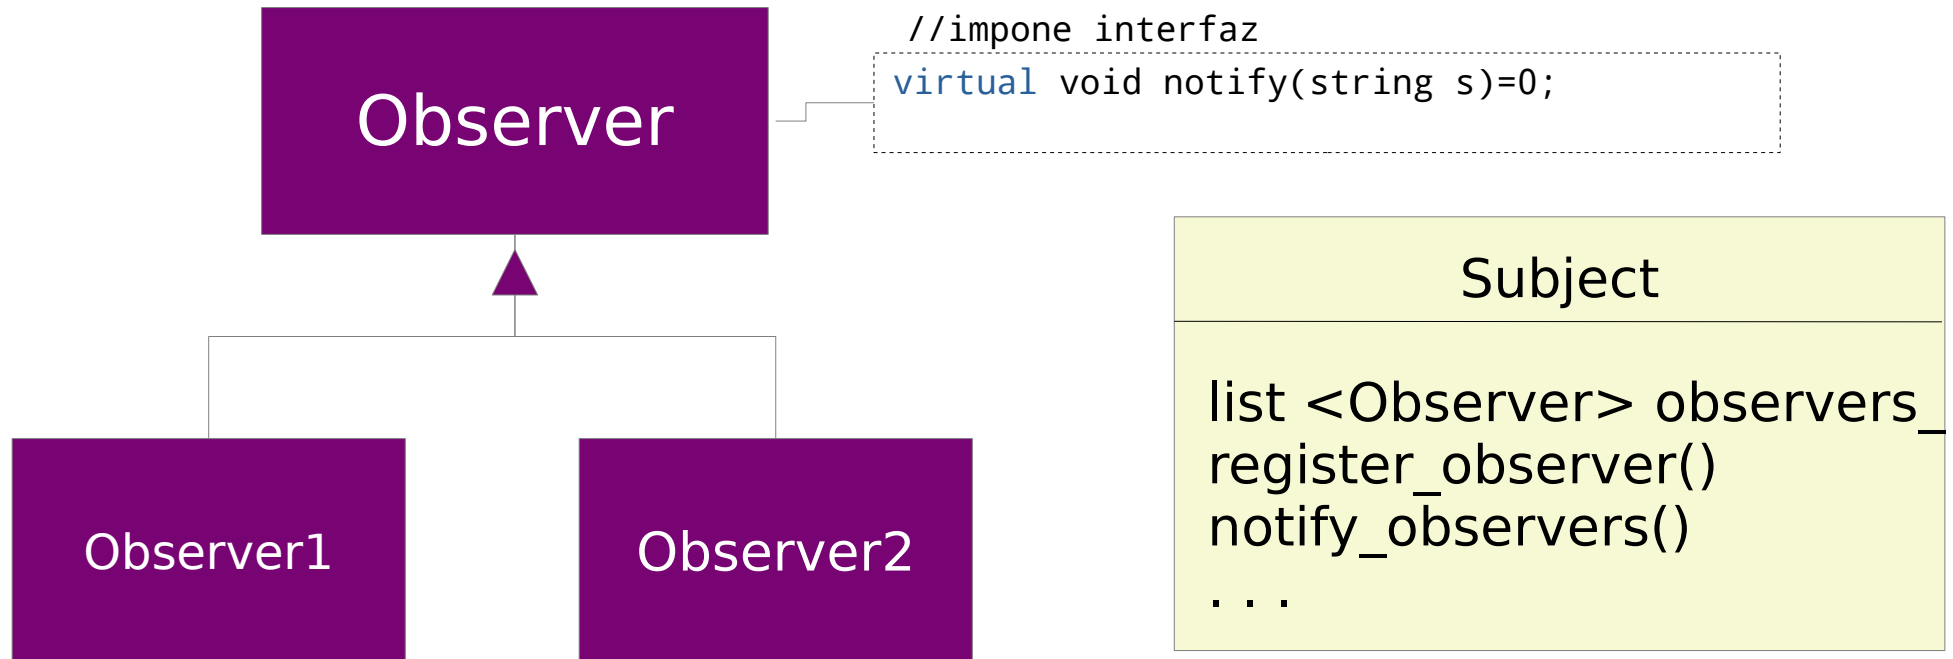 //impone interfaz
virtual void notify(string s)=0;
Observer
Observer1
Observer2
Subject
list <Observer> observers_
register_observer()
notify_observers()
. . .